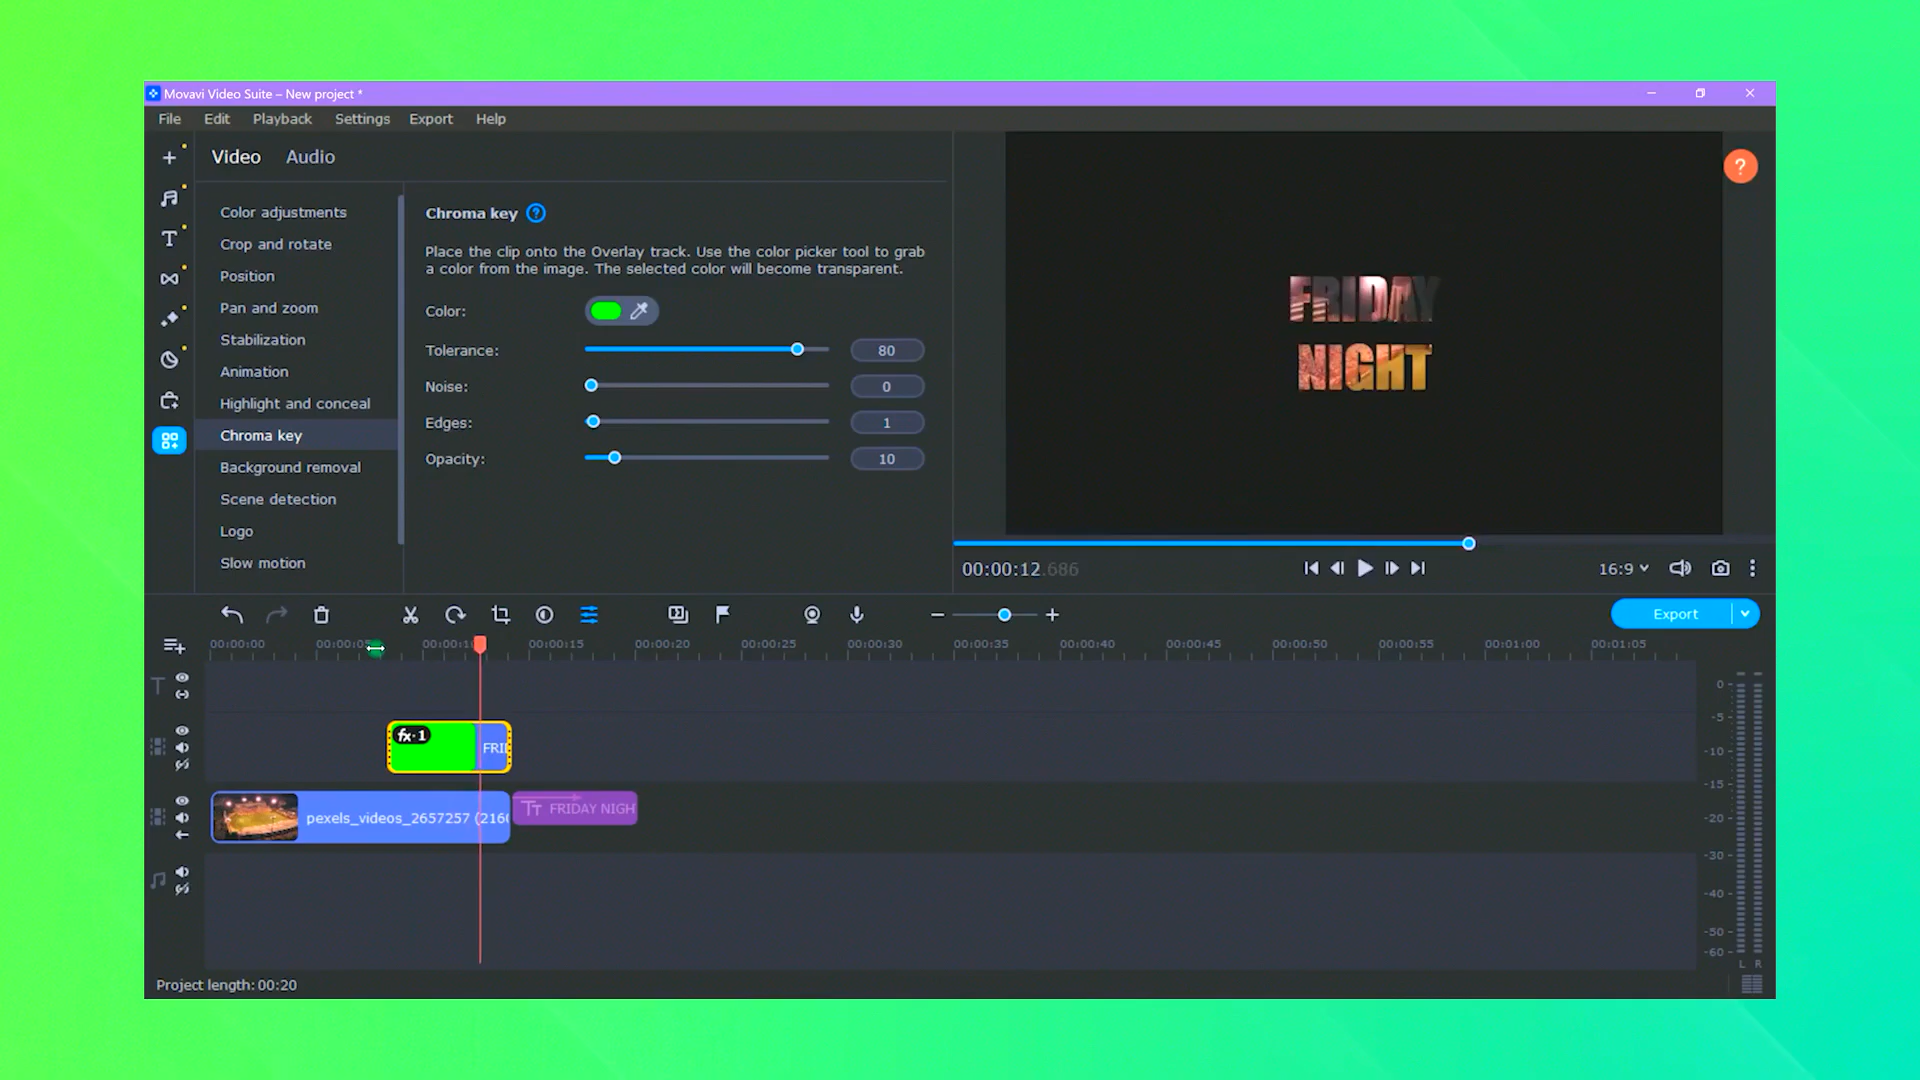 Movavi Video Suite – New project *
File Edit Playback Settings Export Help
Video Audio
Color adjustments
Crop and rotate
Position
Pan and zoom
Stabilization
Animation
Highlight and conceal
Chroma key
Background removal
Scene detection
Logo
Slow motion
Chroma key ?
Place the clip onto the Overlay track. Use the color picker tool to grab
a color from the image. The selected color will become transparent.
Color:
Tolerance: 80
Noise: 0
Edges: 1
Opacity: 10
?
FRIDAY
NIGHT
00:00:12.686
16:9
Export
00:00:00 00:00:15 00:00:20 00:00:25 00:00:30 00:00:35 00:00:40 00:00:45 00:00:50 00:00:55 00:01:00 00:01:05
fx·1 FRI
pexels_videos_2657257 (216
FRIDAY NIGH
0
-5
-10
-15
-20
-30
-40
-50
-60
L R
Project length: 00:20